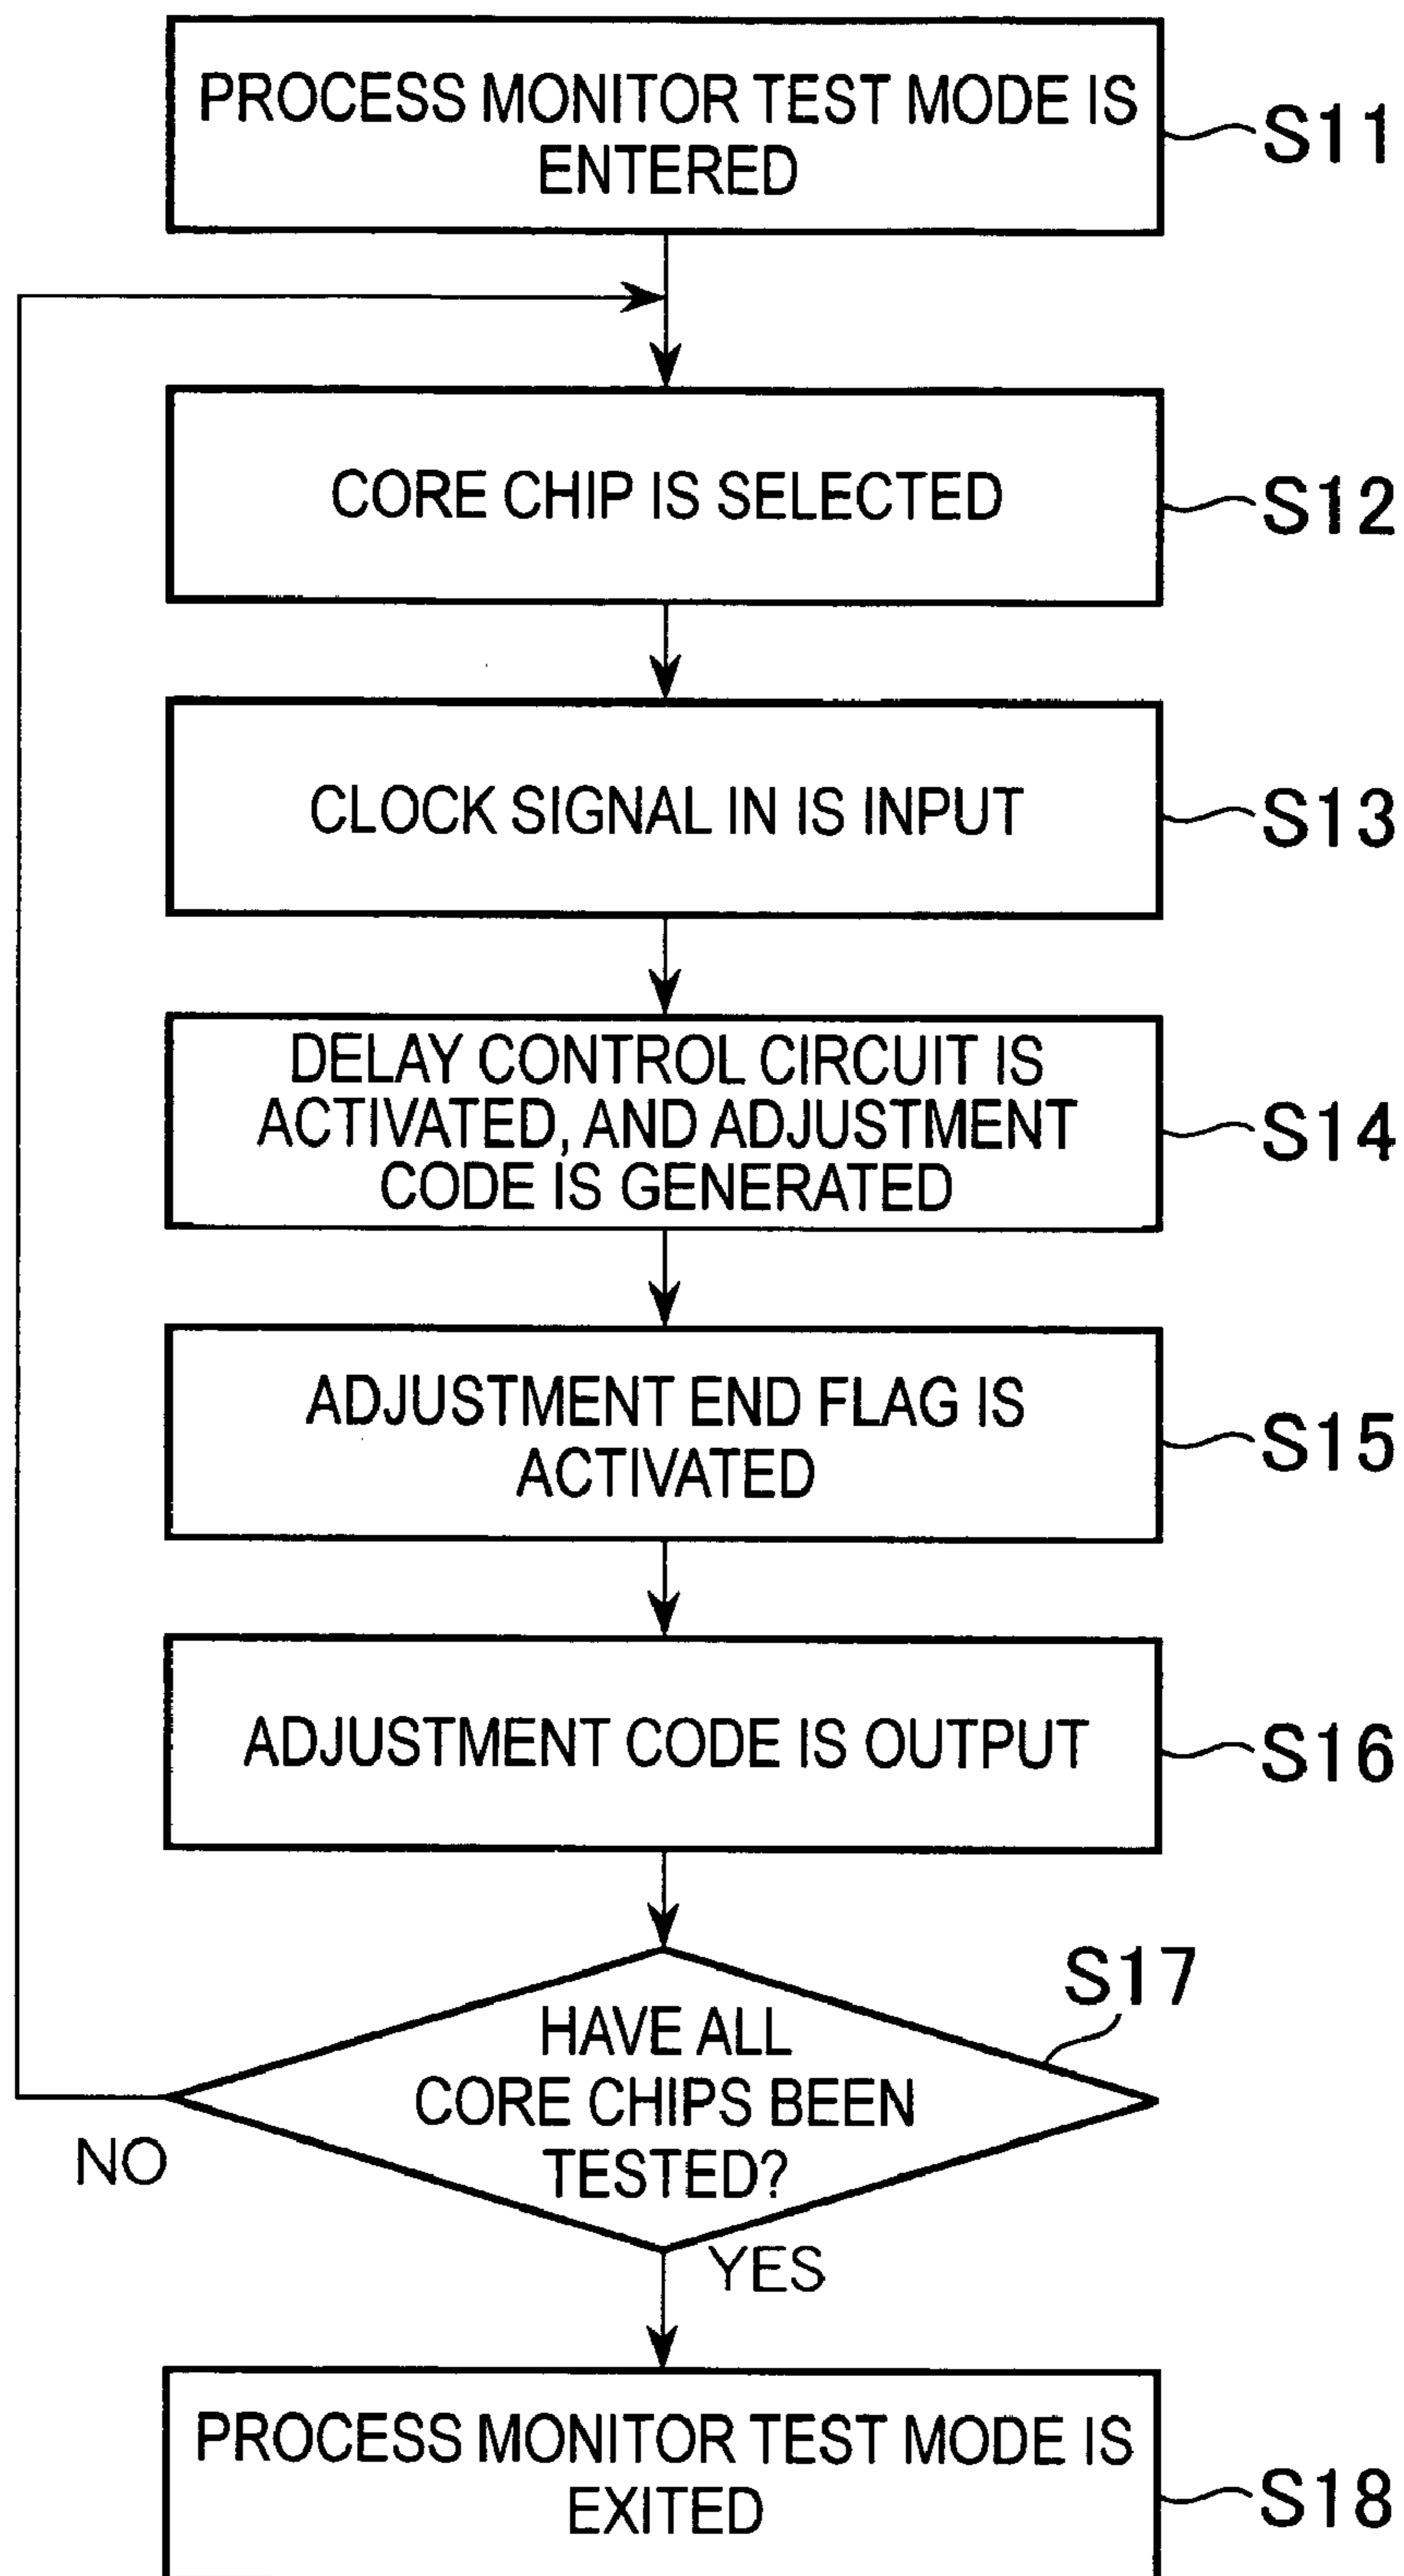 PROCESS MONITOR TEST MODE IS
ENTERED
S11
CORE CHIP IS SELECTED
S12
CLOCK SIGNAL IN IS INPUT
S13
DELAY CONTROL CIRCUIT IS
ACTIVATED, AND ADJUSTMENT
CODE IS GENERATED
S14
ADJUSTMENT END FLAG IS
ACTIVATED
S15
ADJUSTMENT CODE IS OUTPUT
S16
S17
HAVE ALL
CORE CHIPS BEEN
TESTED?
NO
YES
PROCESS MONITOR TEST MODE IS
EXITED
S18